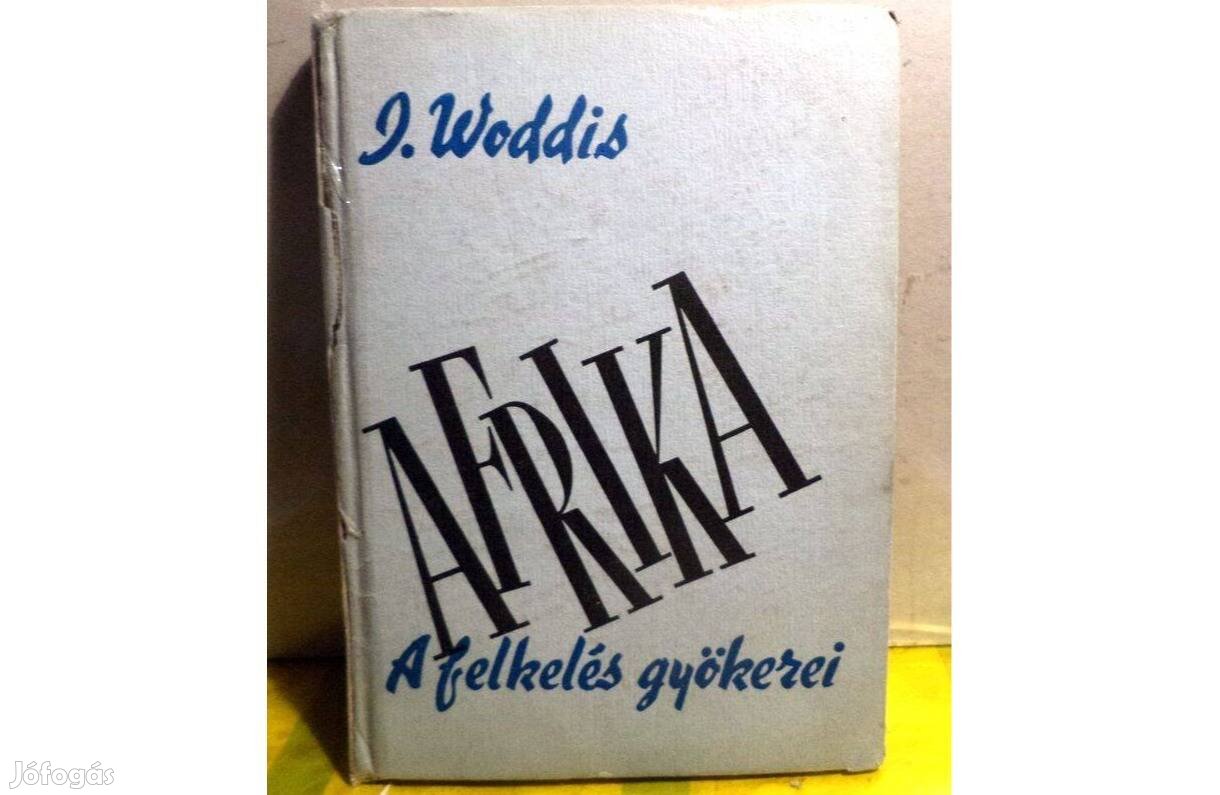 J. Woddis
AFRIKA
A felkelés gyökerei
Jófogás